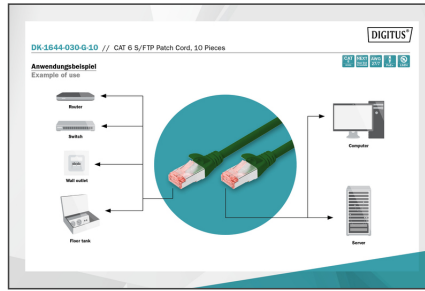 DIGITUS®
DK-1644-030-G-10 // CAT 6 S/FTP Patch Cord, 10 Pieces
Anwendungsbeispiel
Example of use
Router
Switch
Wall outlet
Floor tank
Computer
Server